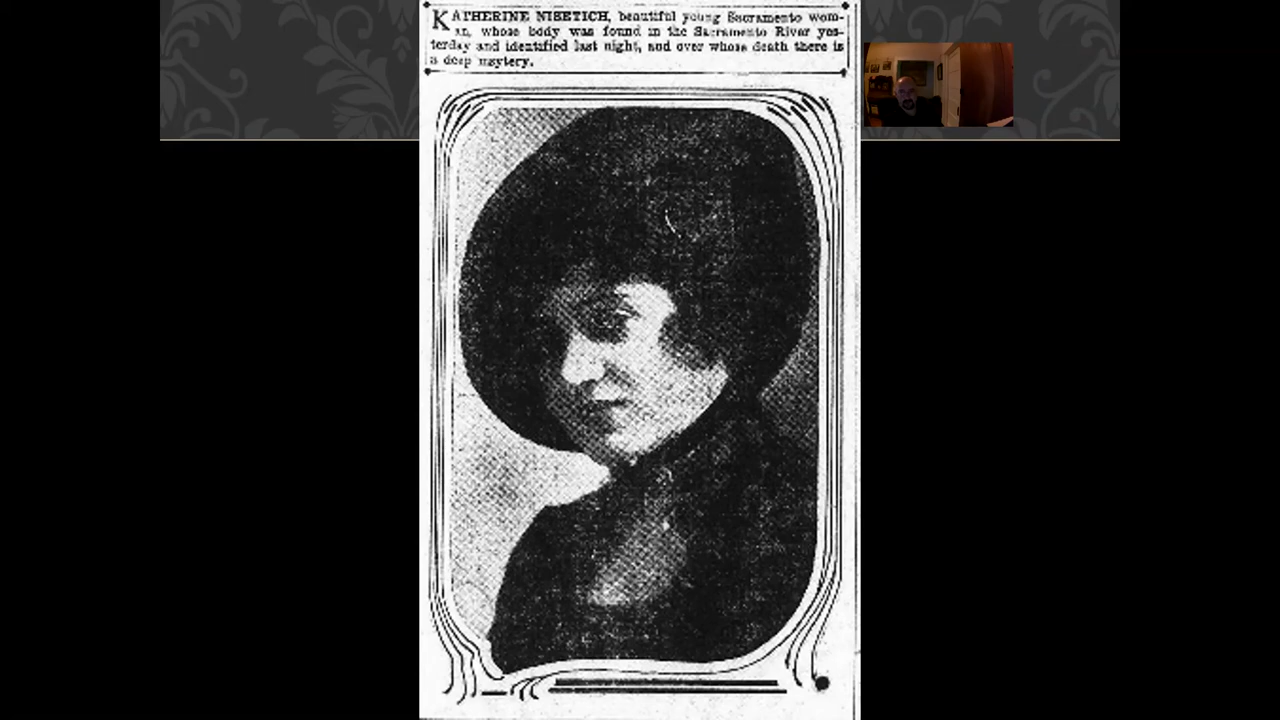 KATHERINE NISETICH, beautiful young Sacramento wom-
an, whose body was found in the Sacramento River yes-
terday and identified last night, and over whose death there is
a deep mystery.